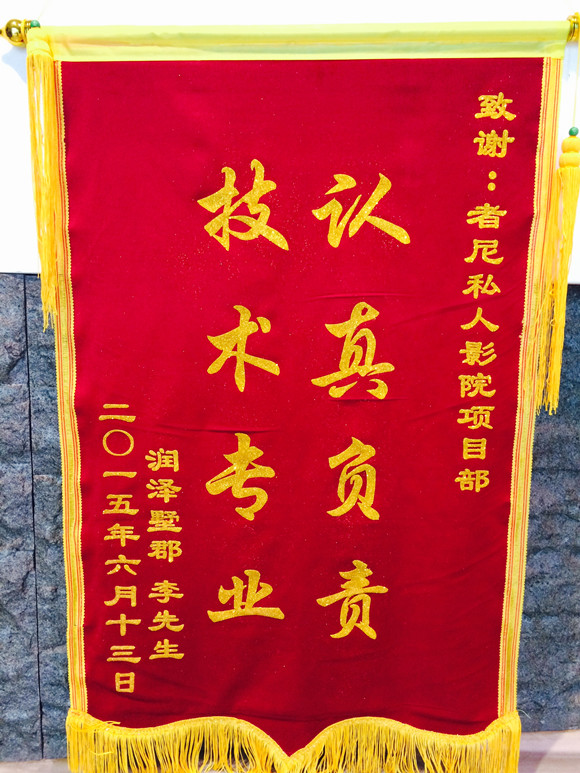 致谢：者尼私人影院项目部
认真负责
技术专业
润泽墅郡 李先生
二〇一五年六月十三日